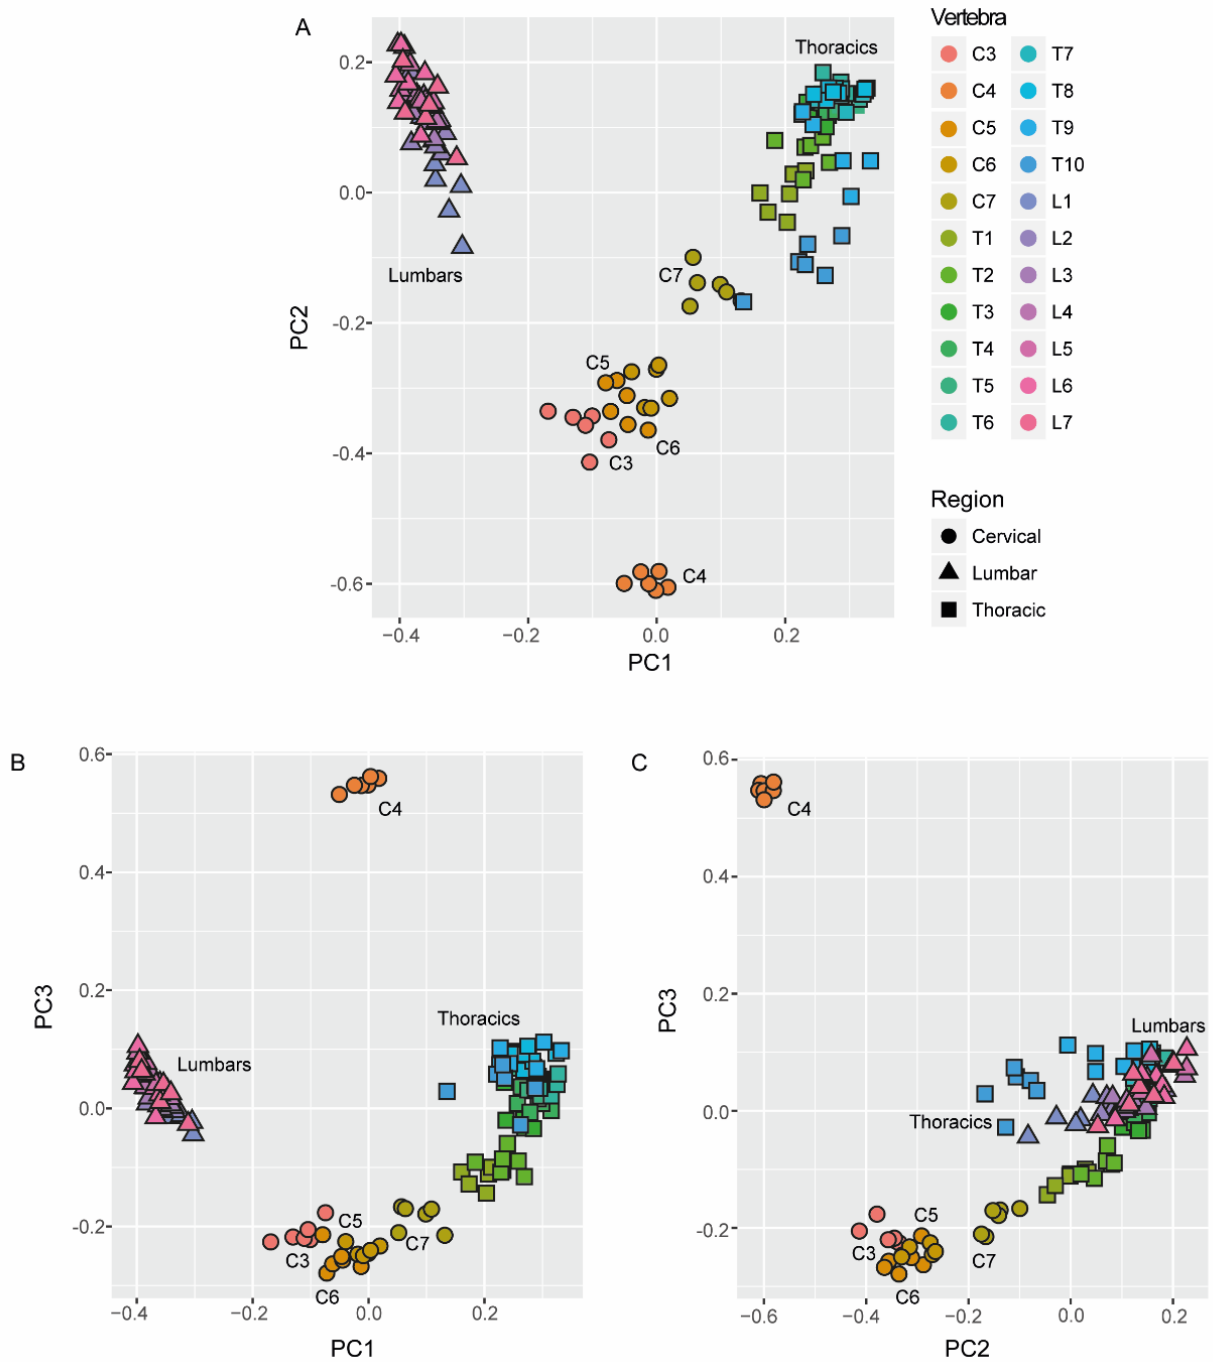 A
Thoracics
0.2
0.0
-0.2
-0.4
-0.6
PC2
Lumbars
C7
C5
C6
C3
C4
−0.4
−0.2
0.0
0.2
PC1
Vertebra
C3
C4
C5
C6
C7
T1
T2
T3
T4
T5
T6
T7
T8
T9
T10
L1
L2
L3
L4
L5
L6
L7
Region
Cervical
Lumbar
Thoracic
B
0.6
0.4
0.2
0.0
-0.2
PC3
C4
Thoracics
Lumbars
C5
C3
C7
C6
−0.4
−0.2
0.0
0.2
PC1
C
0.6
0.4
0.2
0.0
-0.2
PC3
C4
Lumbars
Thoracics
C5
C3
C7
C6
−0.6
−0.4
−0.2
0.0
0.2
PC2